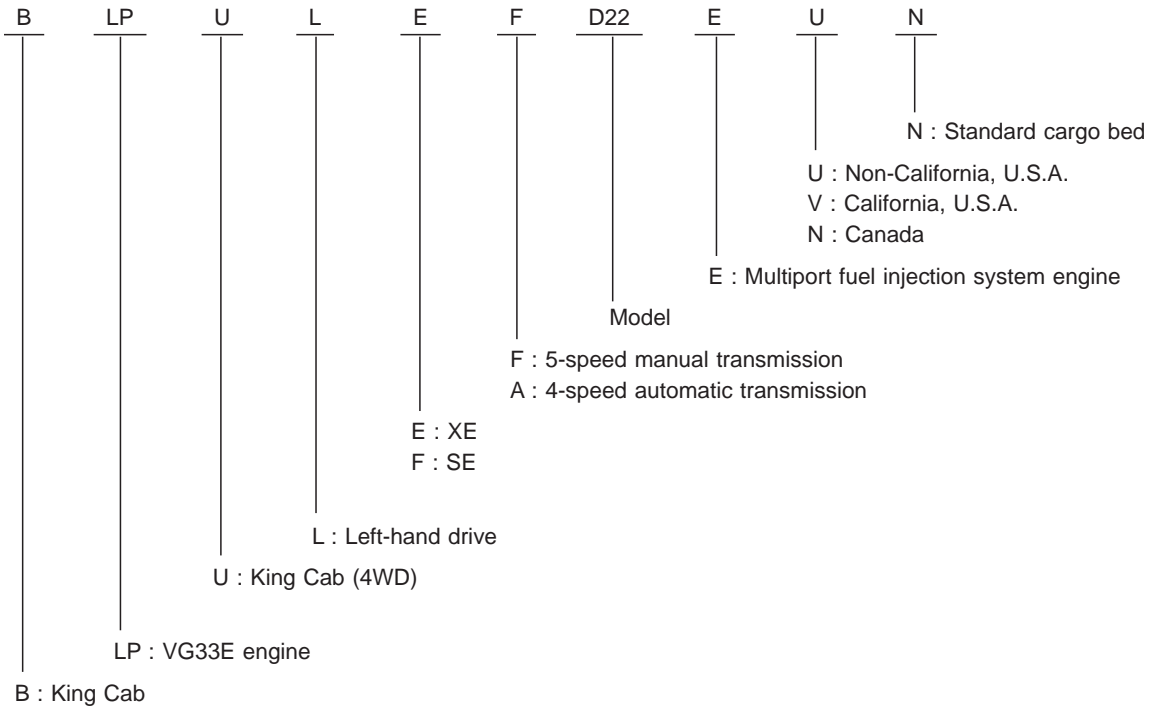 B LP U L E F D22 E U N
N : Standard cargo bed
U : Non-California, U.S.A.
V : California, U.S.A.
N : Canada
E : Multiport fuel injection system engine
Model
F : 5-speed manual transmission
A : 4-speed automatic transmission
E : XE
F : SE
L : Left-hand drive
U : King Cab (4WD)
LP : VG33E engine
B : King Cab